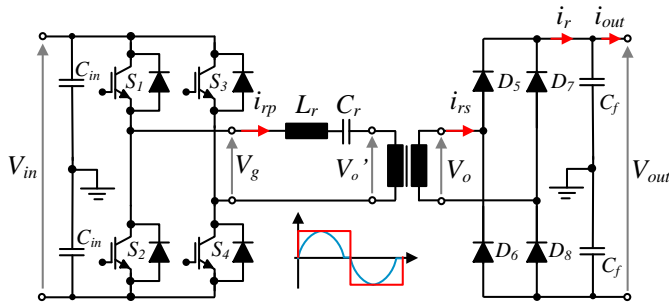 i_r i_out
C_in S_1 S_3 D_5 D_7 C_f
i_rp L_r C_r i_rs
V_in V_g V_o' V_o V_out
C_in S_2 S_4 D_6 D_8 C_f